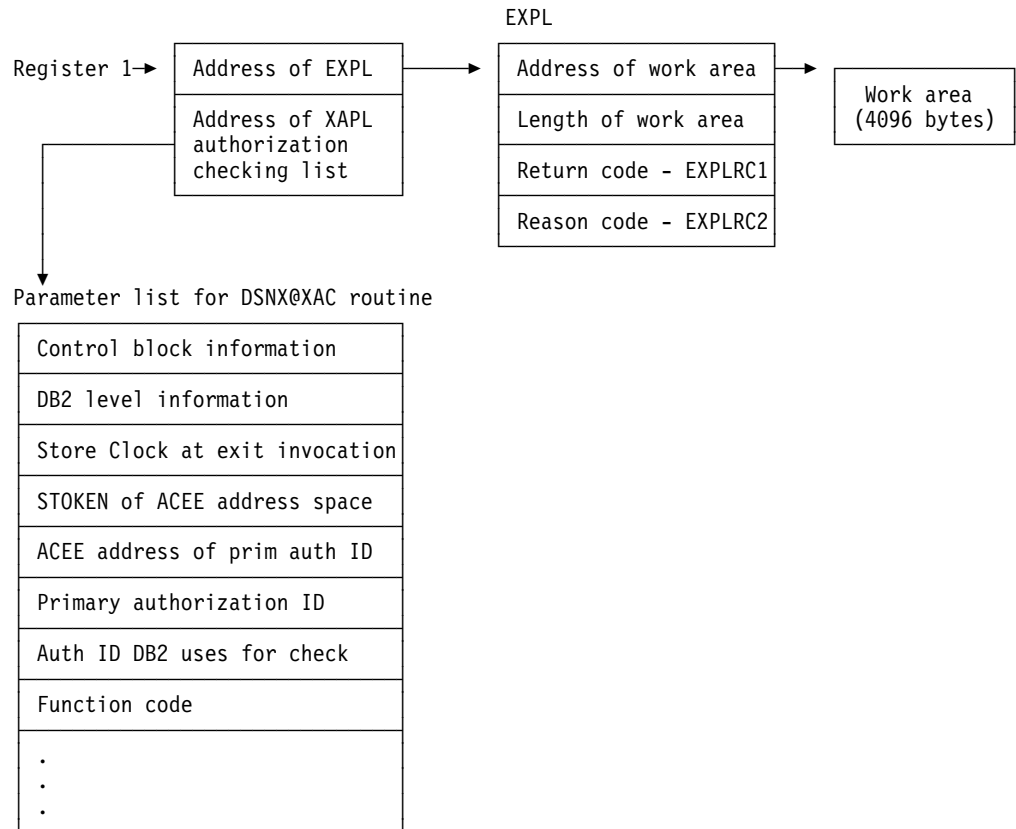 EXPL
Register 1
Address of EXPL
Address of XAPL
authorization
checking list
Address of work area
Length of work area
Return code - EXPLRC1
Reason code - EXPLRC2
Work area
(4096 bytes)
Parameter list for DSNX@XAC routine
Control block information
DB2 level information
Store Clock at exit invocation
STOKEN of ACEE address space
ACEE address of prim auth ID
Primary authorization ID
Auth ID DB2 uses for check
Function code
.
.
.